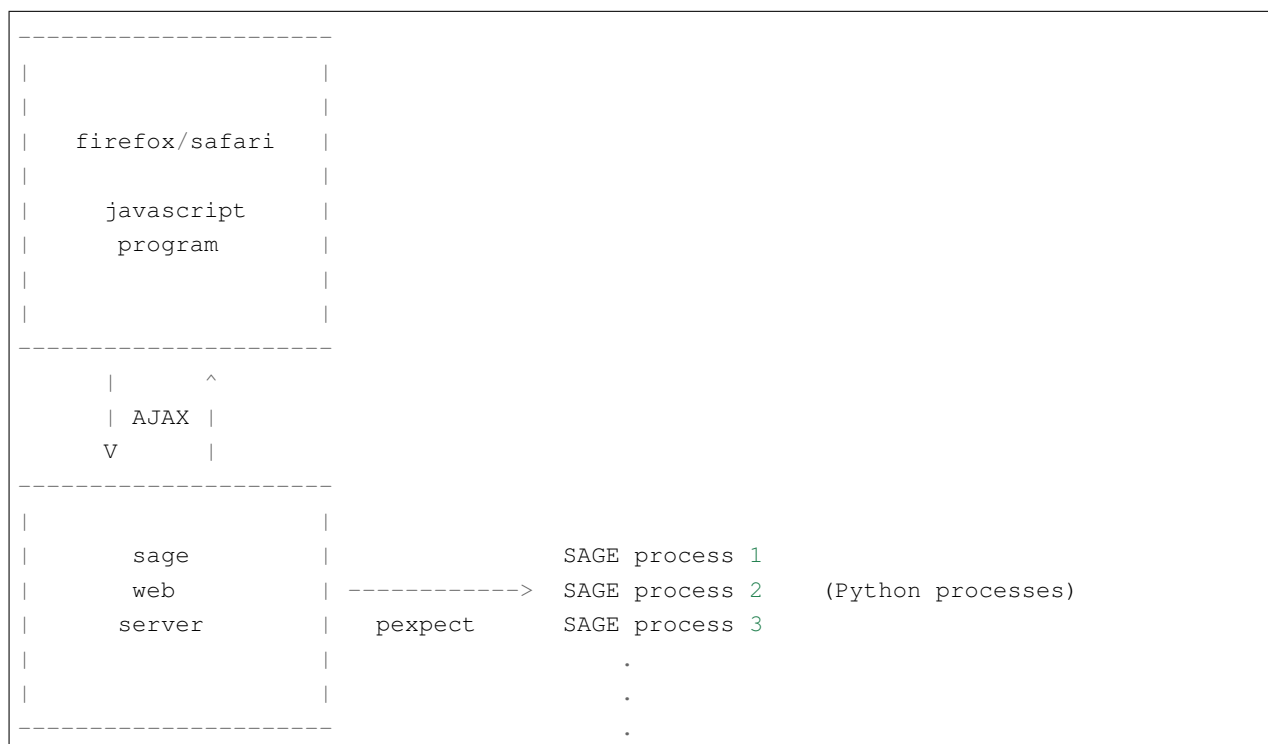 ----------------------
|                    |
|                    |
|   firefox/safari   |
|                    |
|     javascript     |
|      program       |
|                    |
|                    |
----------------------
      |      ^
      | AJAX |
      V      |
----------------------
|                    |
|       sage         |                SAGE process 1
|       web          | ------------>  SAGE process 2    (Python processes)
|      server        |   pexpect      SAGE process 3
|                    |                    .
|                    |                    .
----------------------                    .